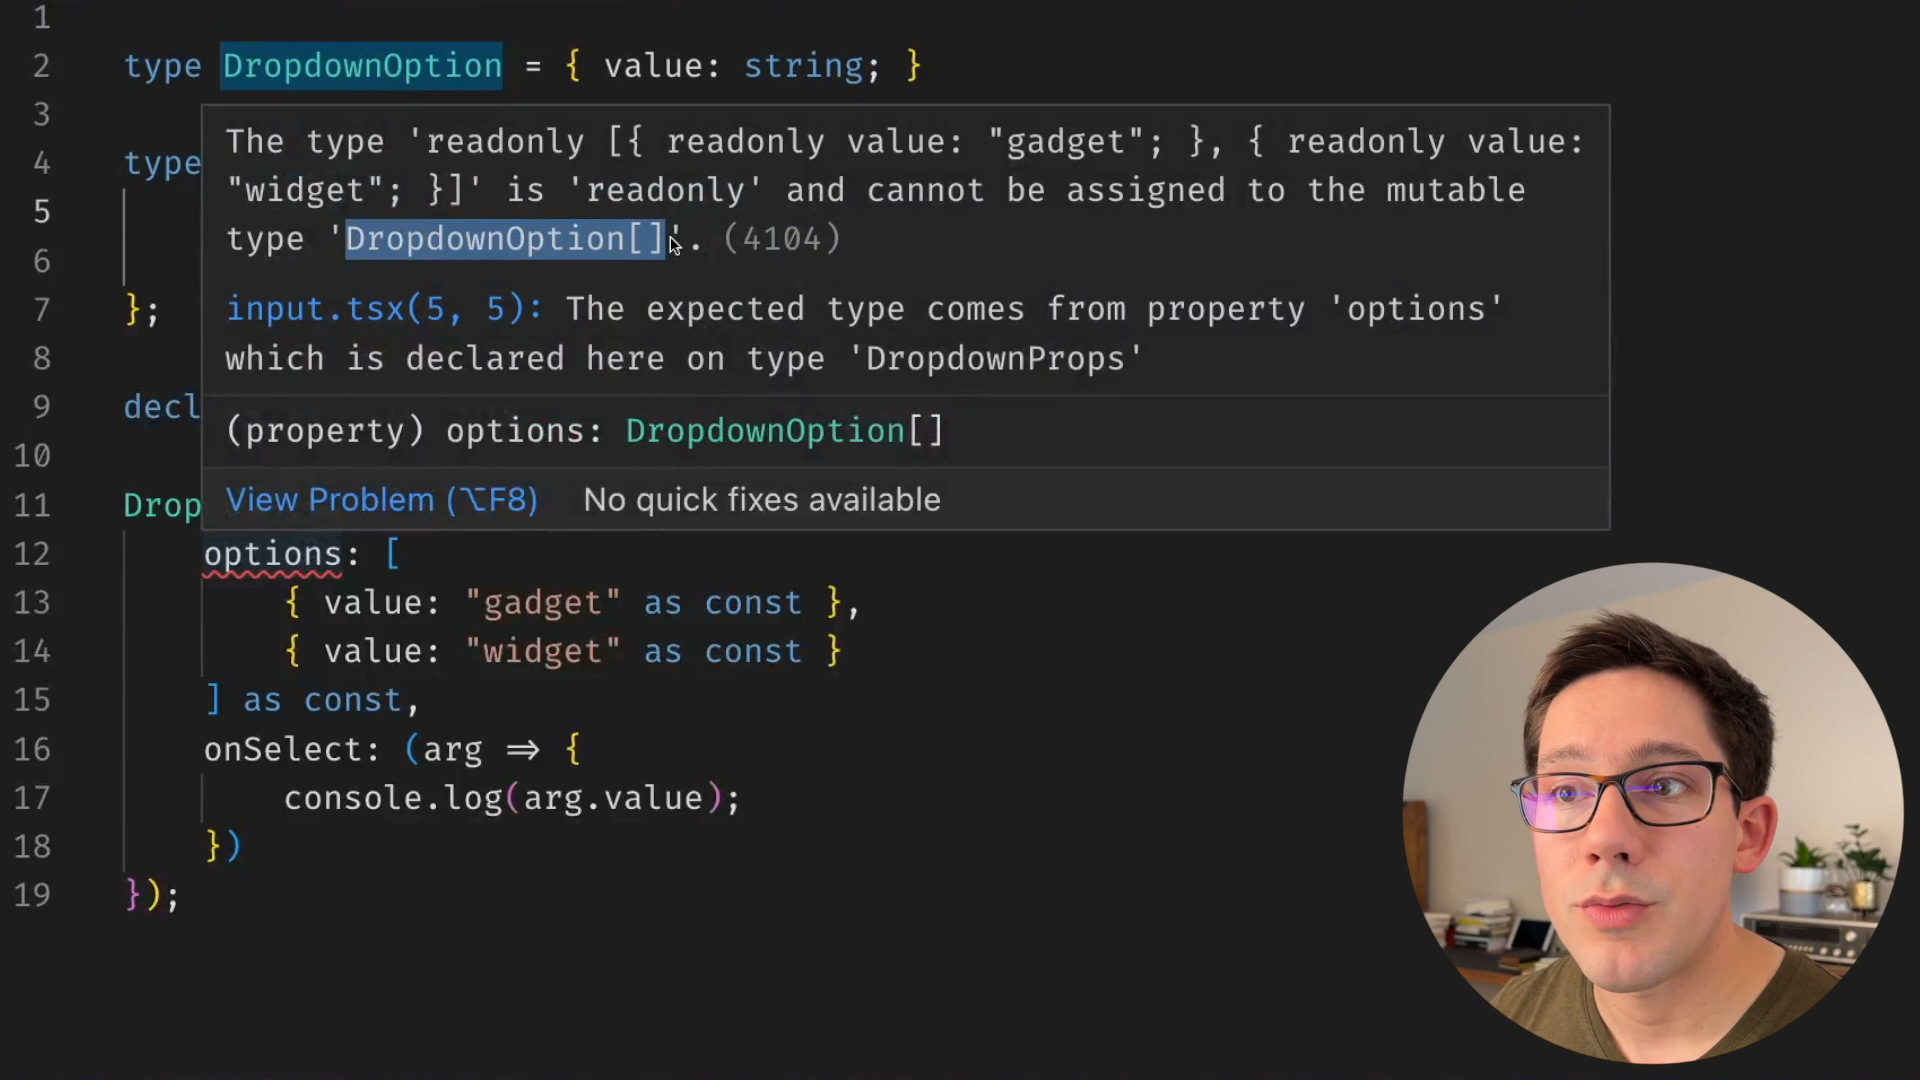 1
2 type DropdownOption = { value: string; }
3
The type 'readonly [{ readonly value: "gadget"; }, { readonly value:
4 type
"widget"; }]' is 'readonly' and cannot be assigned to the mutable
5
type 'DropdownOption[]'. (4104)
6
7 };
input.tsx(5, 5): The expected type comes from property 'options'
8
which is declared here on type 'DropdownProps'
9 decl
(property) options: DropdownOption[]
10
11 Drop
View Problem (⌥F8) No quick fixes available
12 options: [
13 { value: "gadget" as const },
14 { value: "widget" as const }
15 ] as const,
16 onSelect: (arg => {
17 console.log(arg.value);
18 })
19 });